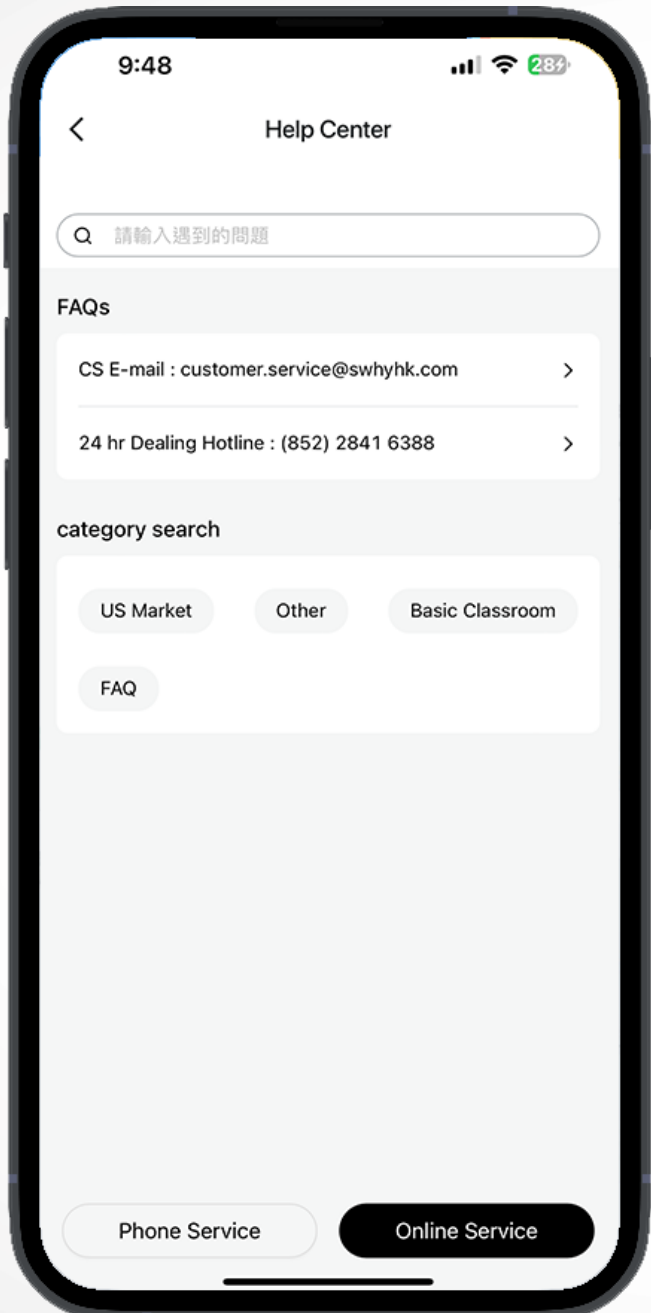 9:48
28
Help Center
請輸入遇到的問題
FAQs
CS E-mail : customer.service@swhyhk.com
24 hr Dealing Hotline : (852) 2841 6388
category search
US Market
Other
Basic Classroom
FAQ
Phone Service
Online Service